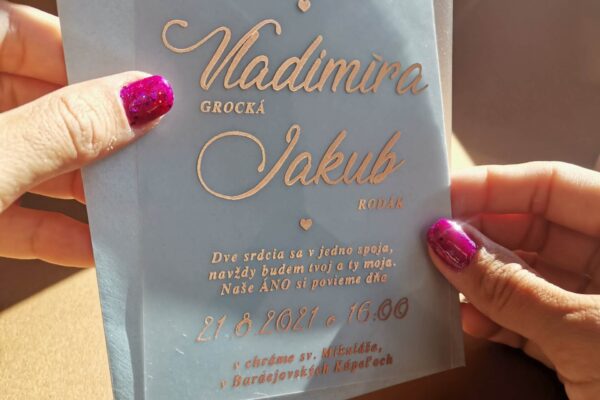 Vladimíra
GROCKÁ
Jakub
RODÁK
Dve srdcia sa v jedno spoja,
navždy budem tvoj a ty moja.
Naše ÁNO si povieme dňa
21.8.2021 o 16:00
v chráme sv. Mikuláša,
v Bardejovských Kúpeľoch